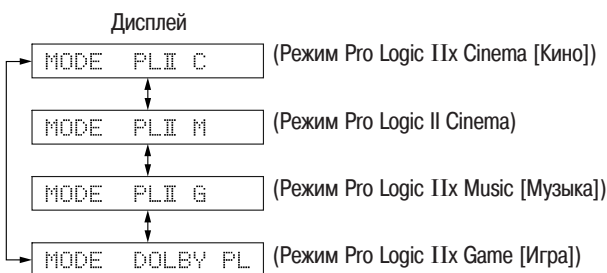 Дисплей
MODE PLII C (Режим Pro Logic IIx Cinema [Кино])
MODE PLII M (Режим Pro Logic II Cinema)
MODE PLII G (Режим Pro Logic IIx Music [Музыка])
MODE DOLBY PL (Режим Pro Logic IIx Game [Игра])